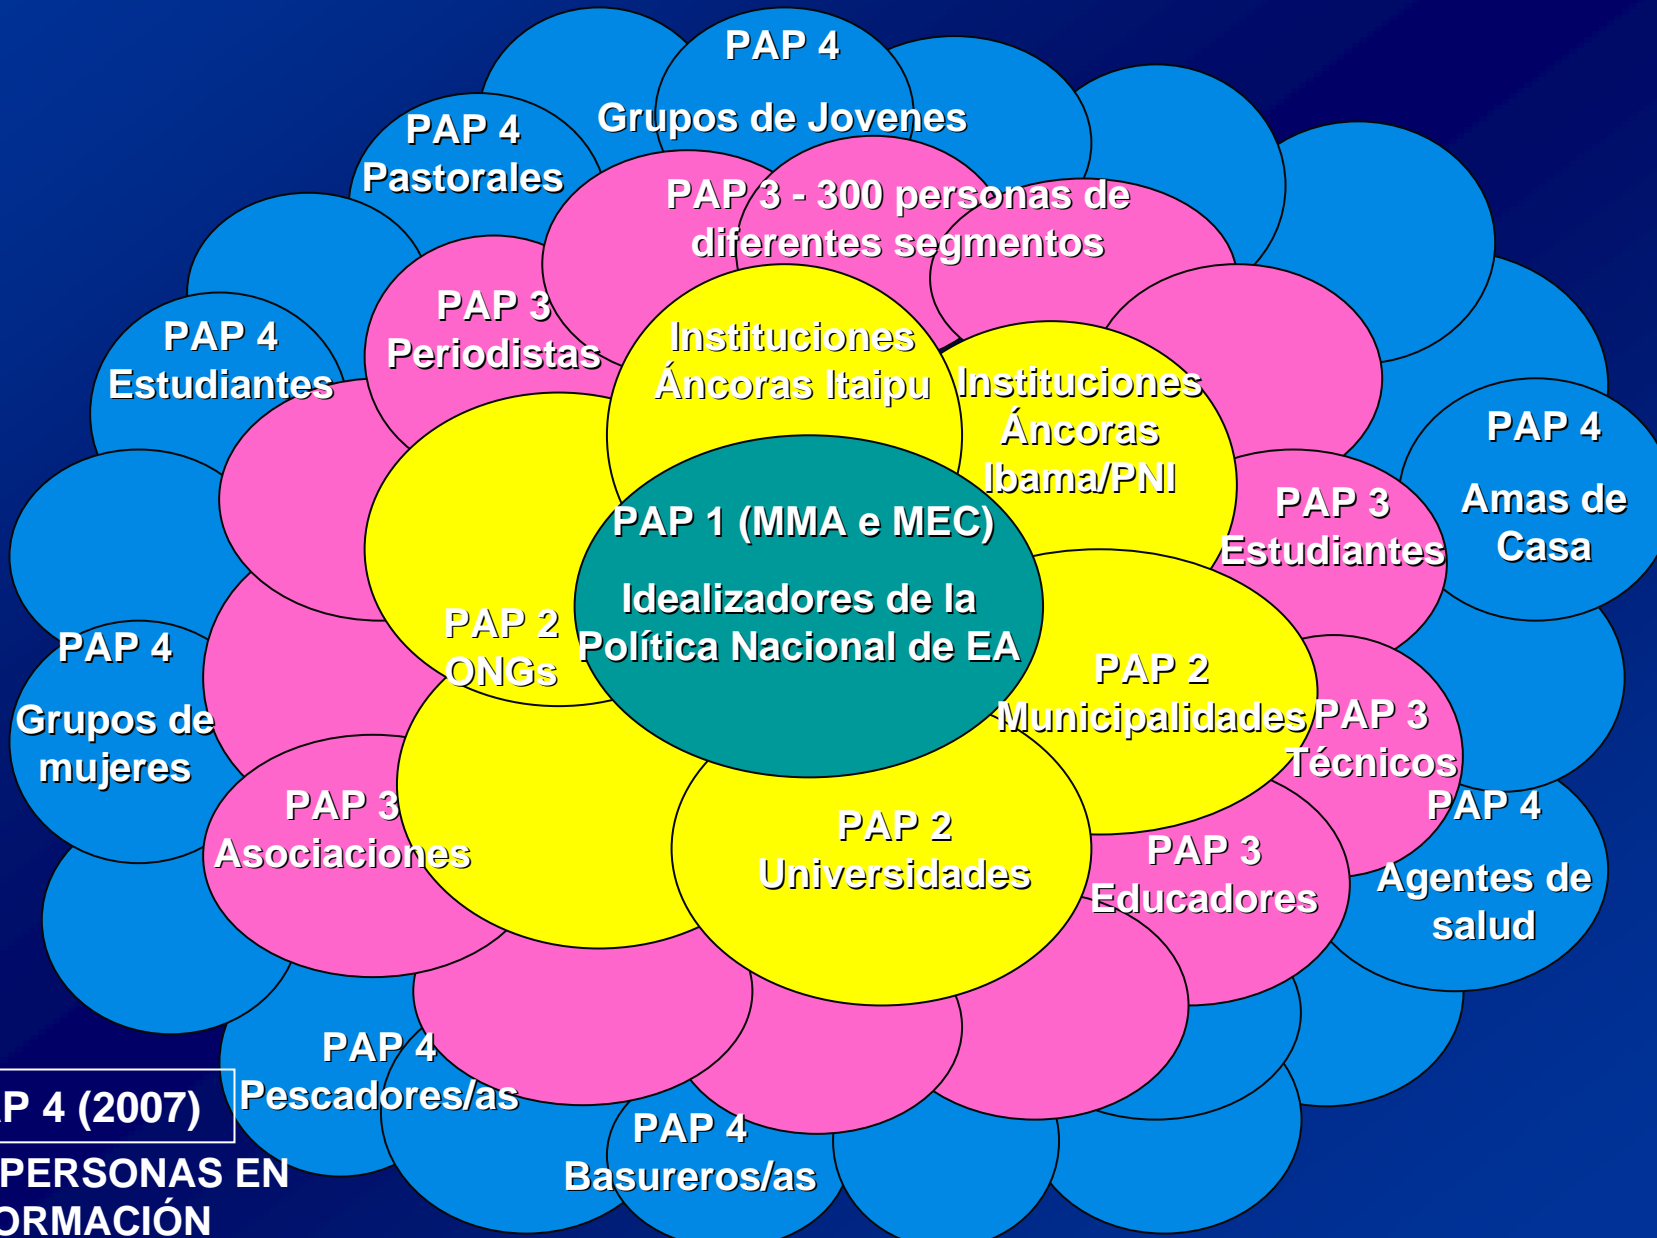 PAP 4
Grupos de Jovenes
PAP 4
Pastorales
PAP 3 - 300 personas de
diferentes segmentos
PAP 3
Periodistas
Instituciones
Áncoras Itaipu
PAP 4
Estudiantes
Instituciones
Áncoras
Ibama/PNI
PAP 4
Amas de
Casa
PAP 3
Estudiantes
PAP 1 (MMA e MEC)
Idealizadores de la
Política Nacional de EA
PAP 2
ONGs
PAP 4
Grupos de
mujeres
PAP 2
Municipalidades
PAP 3
Técnicos
PAP 3
Asociaciones
PAP 2
Universidades
PAP 3
Educadores
PAP 4
Agentes de
salud
PAP 4
Pescadores/as
P 4 (2007)
PERSONAS EN
ORMACIÓN
PAP 4
Basureros/as